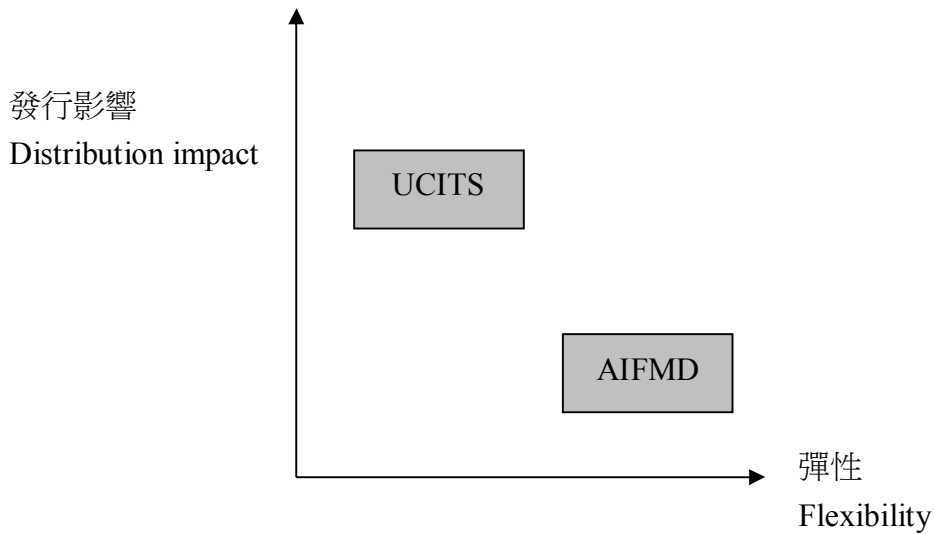 發行影響
Distribution impact
UCITS
AIFMD
彈性
Flexibility